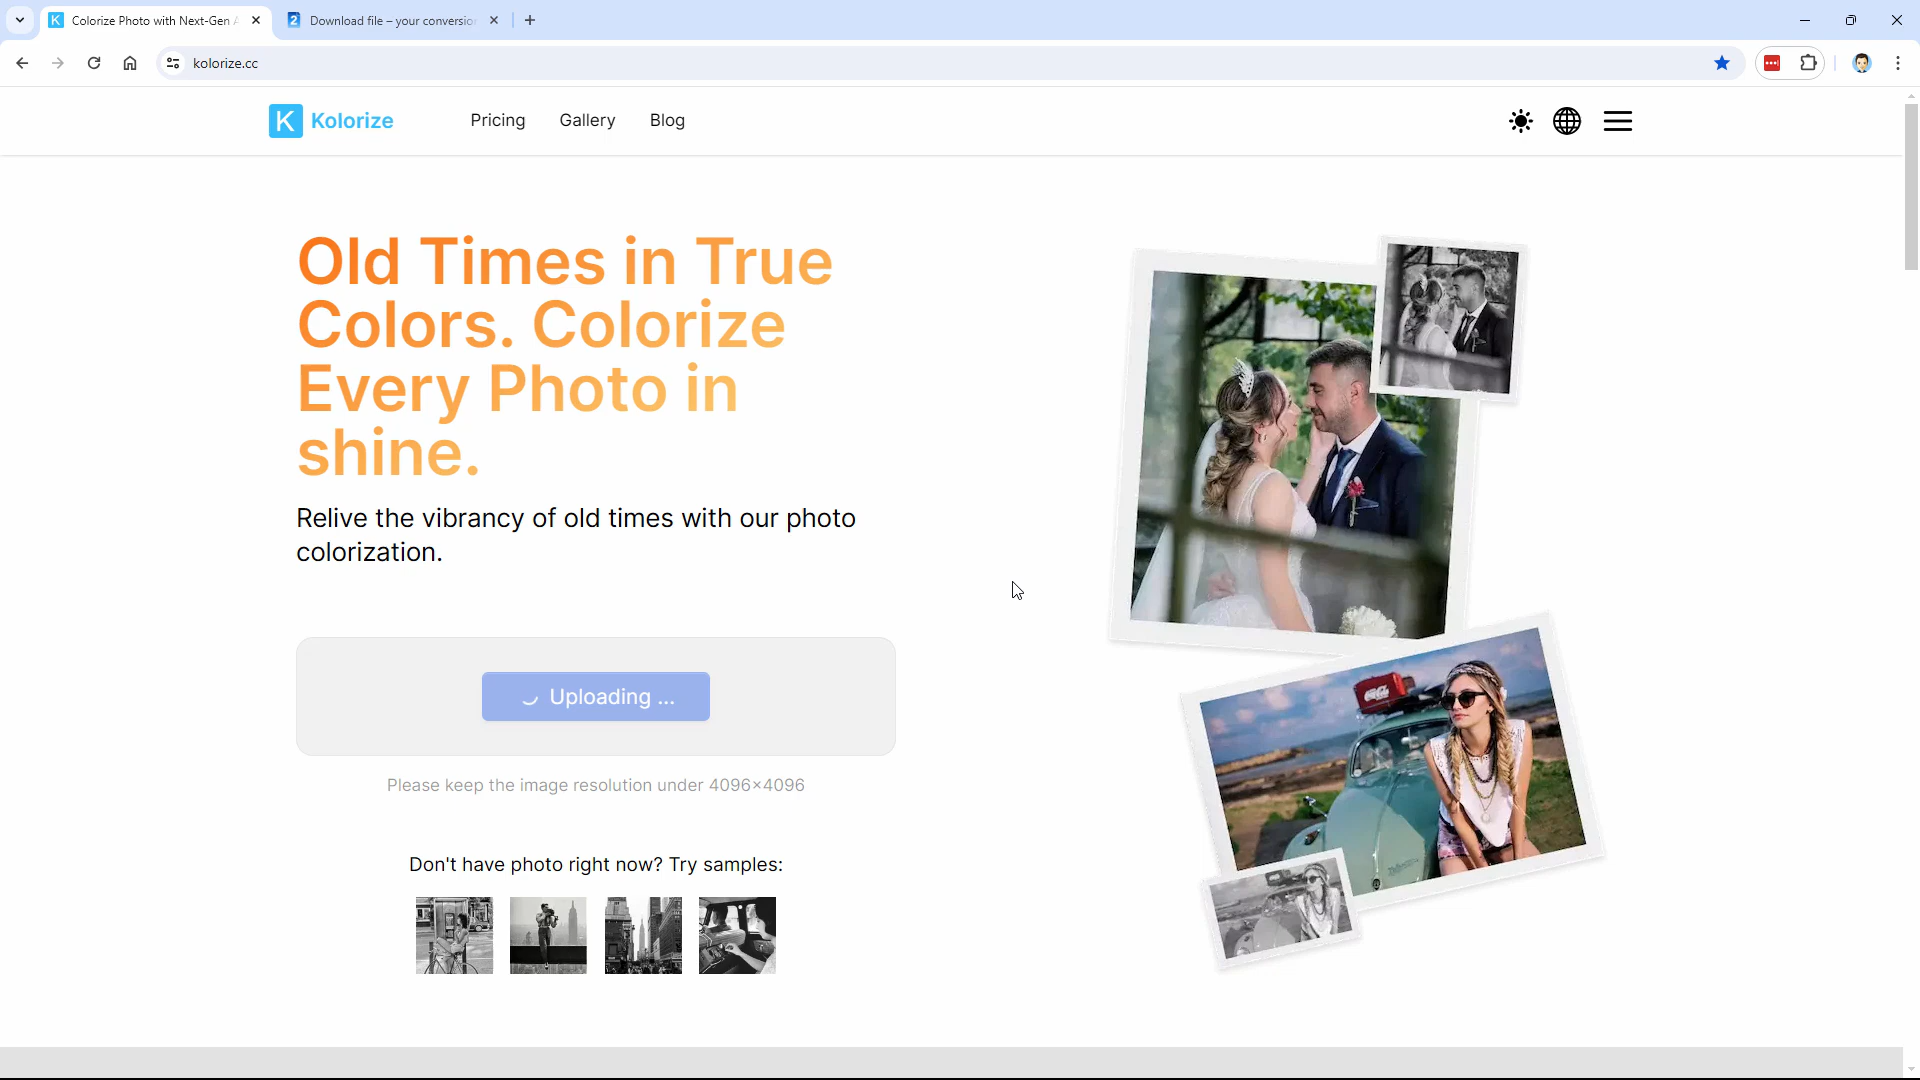 Colorize Photo with Next-Gen
Download file – your conversio
kolorize.cc
K Kolorize
Pricing
Gallery
Blog
Old Times in True
Colors. Colorize
Every Photo in
shine.
Relive the vibrancy of old times with our photo
colorization.
Uploading ...
Please keep the image resolution under 4096×4096
Don't have photo right now? Try samples:
Coca-Cola